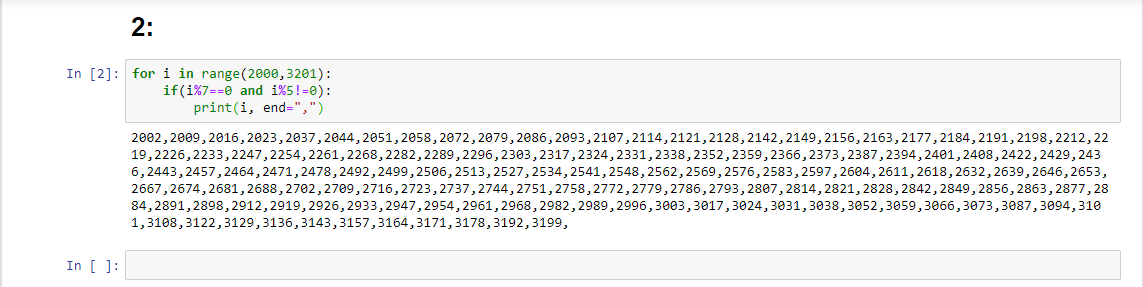 2:
In [2]: for i in range(2000,3201):
    if(i%7==0 and i%5!=0):
        print(i, end=",")
2002,2009,2016,2023,2037,2044,2051,2058,2072,2079,2086,2093,2107,2114,2121,2128,2142,2149,2156,2163,2177,2184,2191,2198,2212,22
19,2226,2233,2247,2254,2261,2268,2282,2289,2296,2303,2317,2324,2331,2338,2352,2359,2366,2373,2387,2394,2401,2408,2422,2429,243
6,2443,2457,2464,2471,2478,2492,2499,2506,2513,2527,2534,2541,2548,2562,2569,2576,2583,2597,2604,2611,2618,2632,2639,2646,2653,
2667,2674,2681,2688,2702,2709,2716,2723,2737,2744,2751,2758,2772,2779,2786,2793,2807,2814,2821,2828,2842,2849,2856,2863,2877,28
84,2891,2898,2912,2919,2926,2933,2947,2954,2961,2968,2982,2989,2996,3003,3017,3024,3031,3038,3052,3059,3066,3073,3087,3094,310
1,3108,3122,3129,3136,3143,3157,3164,3171,3178,3192,3199,
In [ ]: